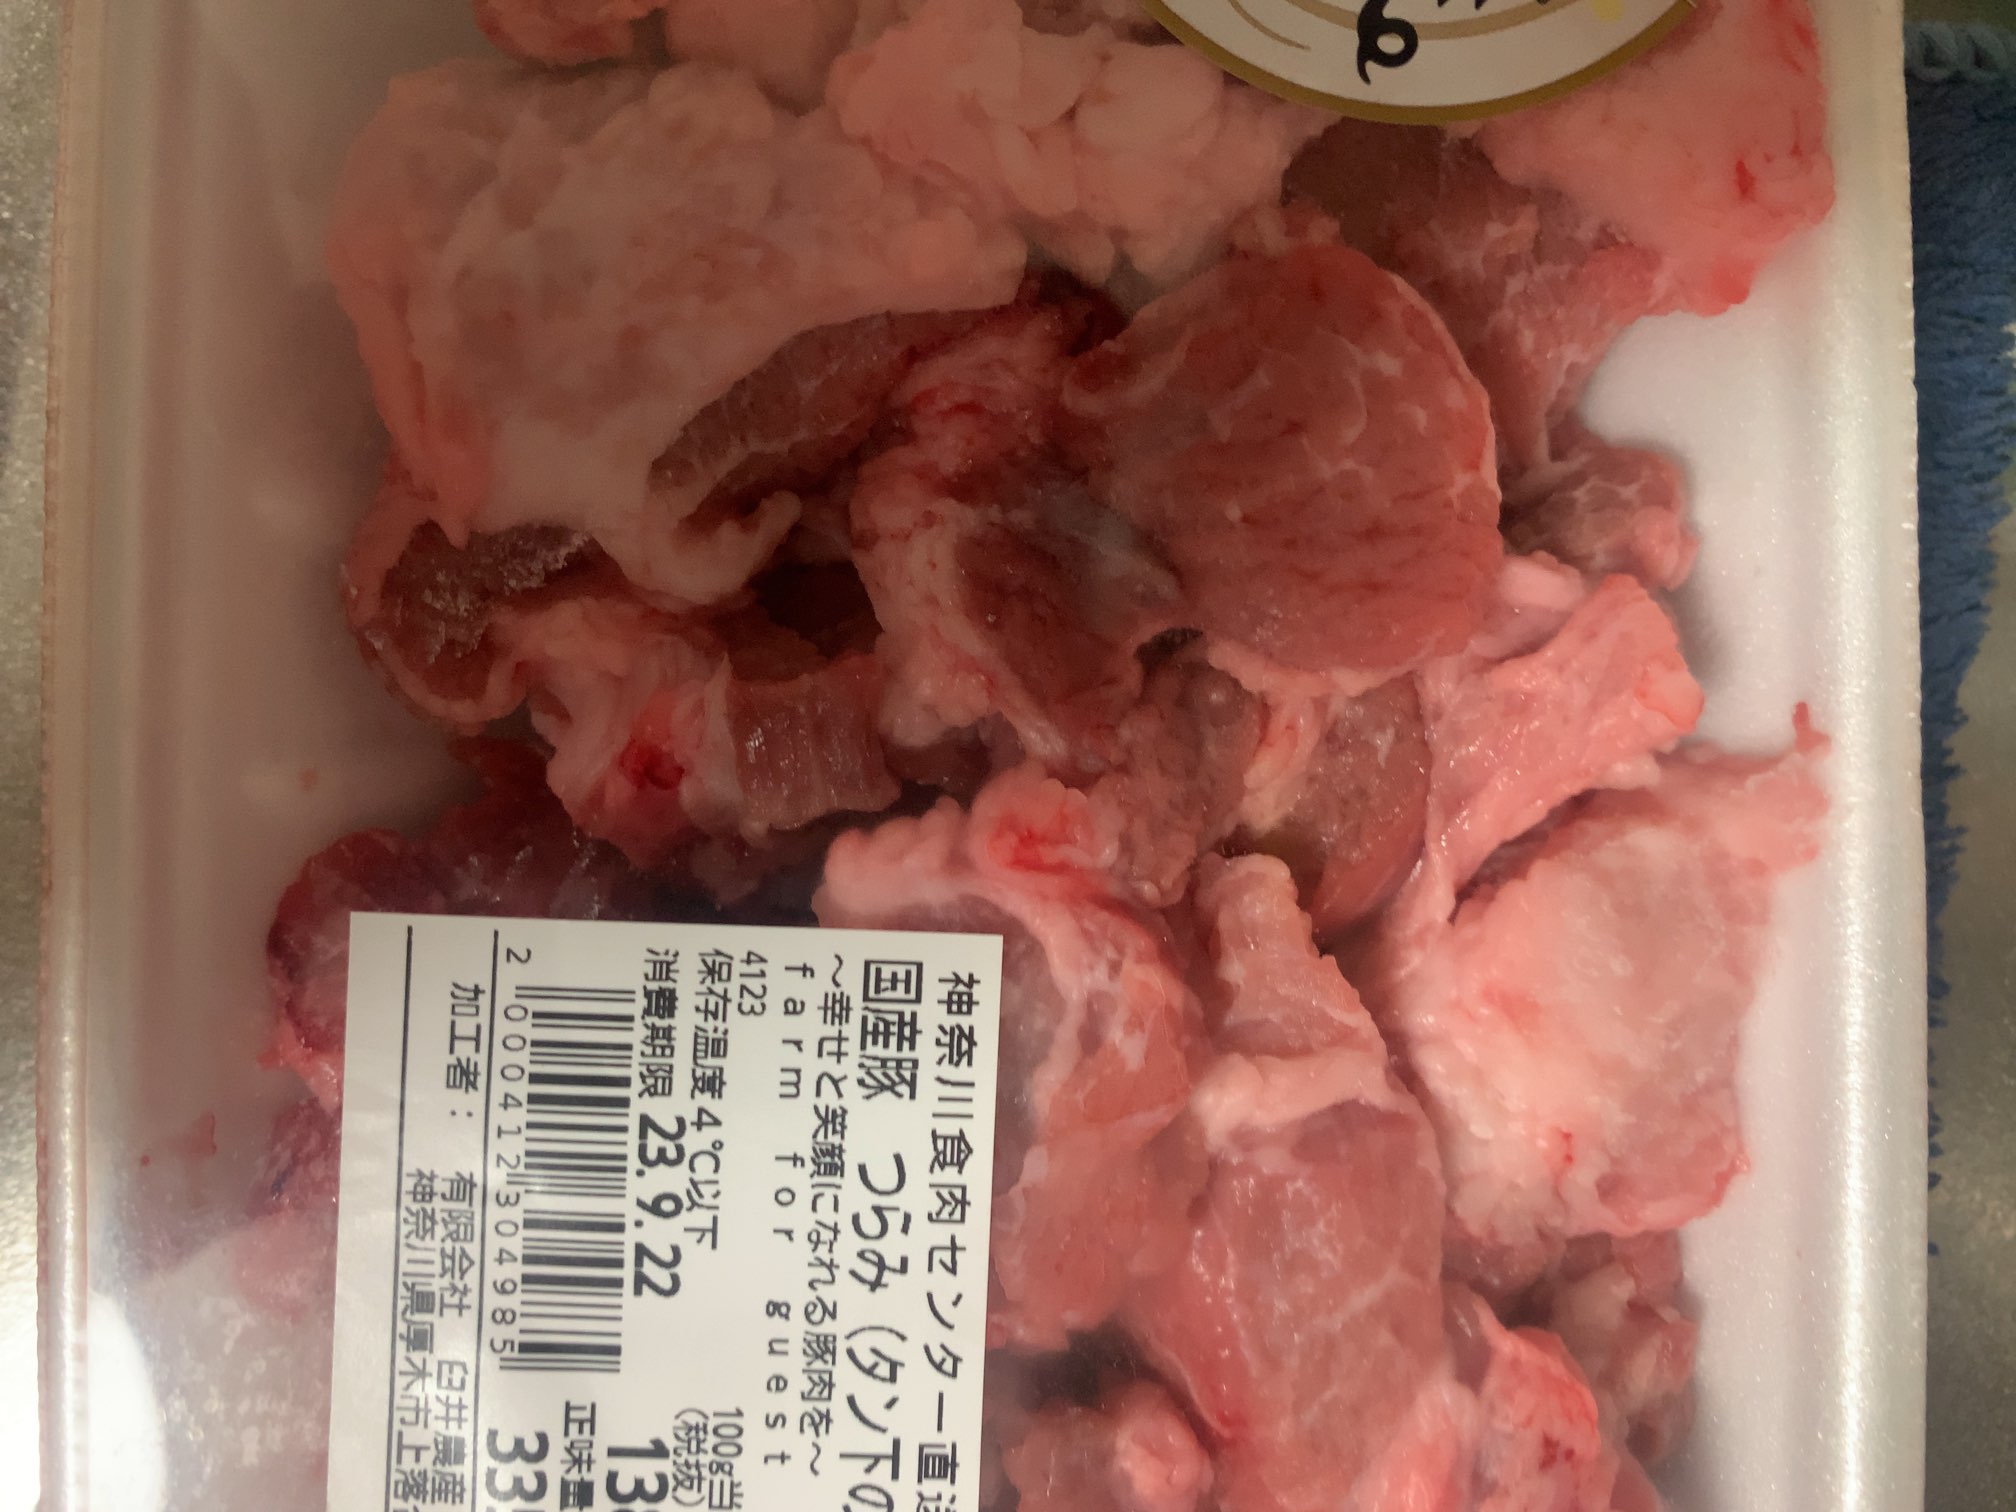 神奈川食肉センター直送
国産豚 つらみ(タン下の
~幸せと笑顔になれる豚肉を~
farm for guest
4123
保存温度4℃以下
消費期限 23.9.22
100g当
(税抜)
13
正味量
33
2 000412 304985
加工者: 有限会社 臼井農産
神奈川県厚木市上落